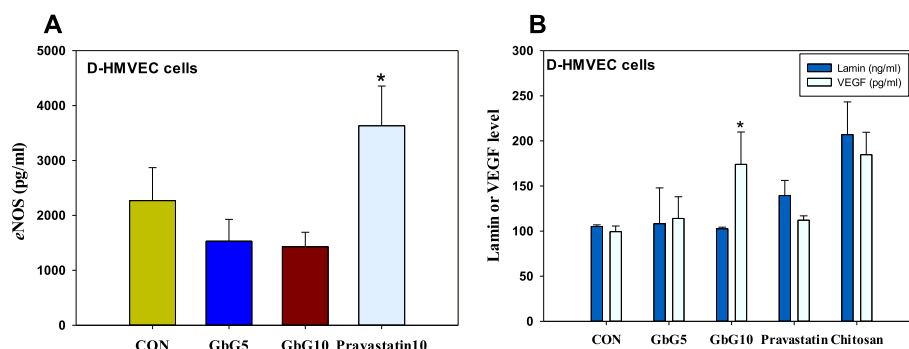 A
5000
4000
3000
2000
1000
0
eNOS (pg/ml)
D-HMVEC cells
*
CON GbG5 GbG10 Pravastatin10
B
300
250
200
150
100
50
0
Lamin or VEGF level
D-HMVEC cells
Lamin (ng/ml)
VEGF (pg/ml)
*
CON GbG5 GbG10 Pravastatin Chitosan